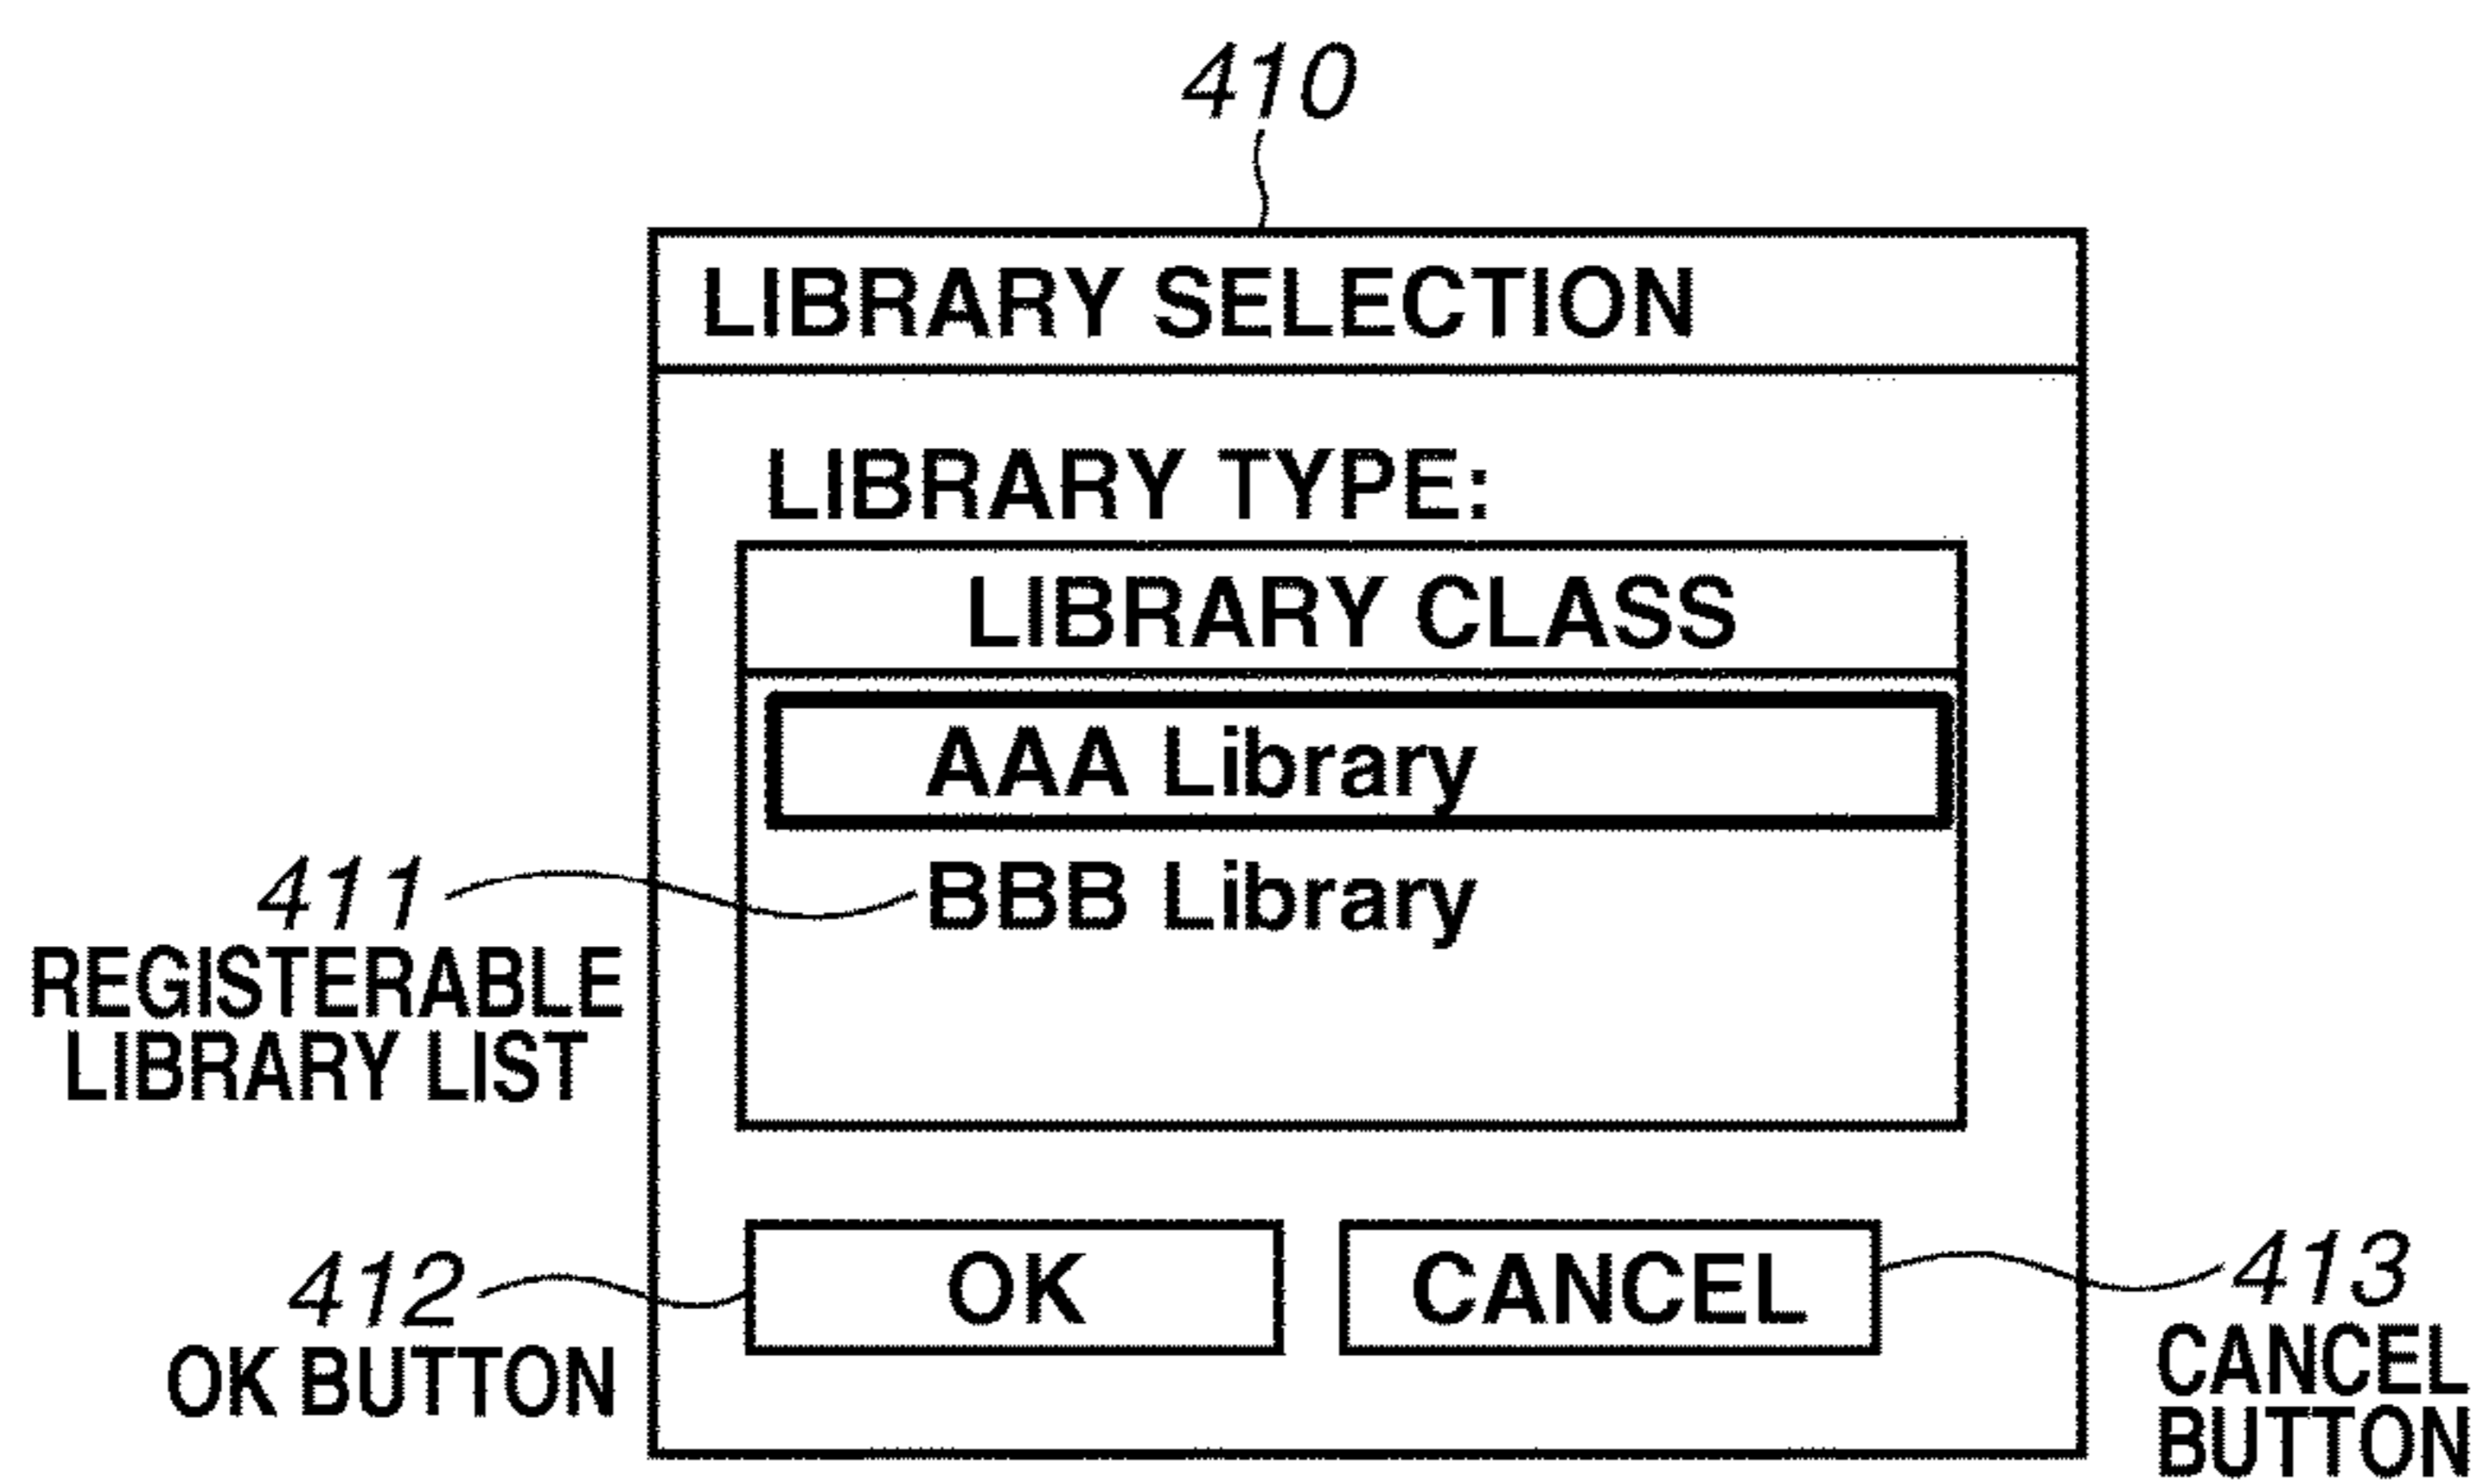 410
LIBRARY SELECTION
LIBRARY TYPE:
LIBRARY CLASS
AAA Library
BBB Library
411
REGISTERABLE
LIBRARY LIST
OK
CANCEL
412
OK BUTTON
413
CANCEL
BUTTON